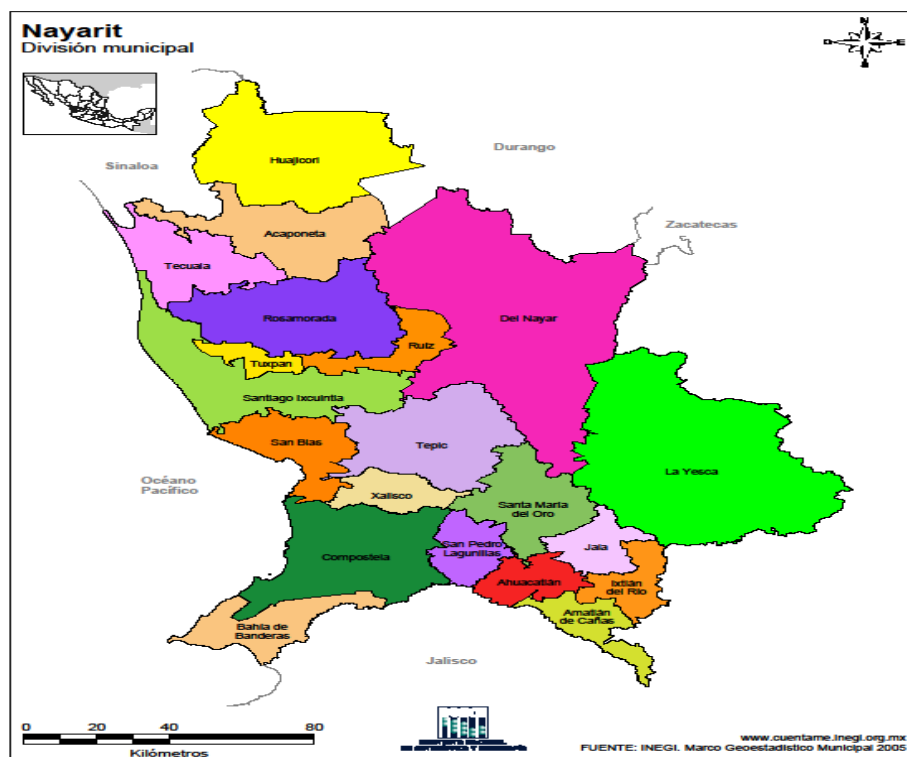 Nayarit
División municipal
N
O
E
S
Durango
Sinaloa
Huajicori
Zacatecas
Acaponeta
Tecuala
Rosamorada
Del Nayar
Ruiz
Tuxpan
Santiago Ixcuintla
San Blas
Tepic
La Yesca
Océano
Pacífico
Xalisco
Santa María
del Oro
San Pedro
Lagunillas
Jala
Compostela
Ahuacatlán
Ixtlán
del Río
Amatlán
de Cañas
Bahía de
Banderas
Jalisco
0 20 40 80
Kilómetros
www.cuentame.inegi.org.mx
FUENTE: INEGI. Marco Geoestadístico Municipal 2005